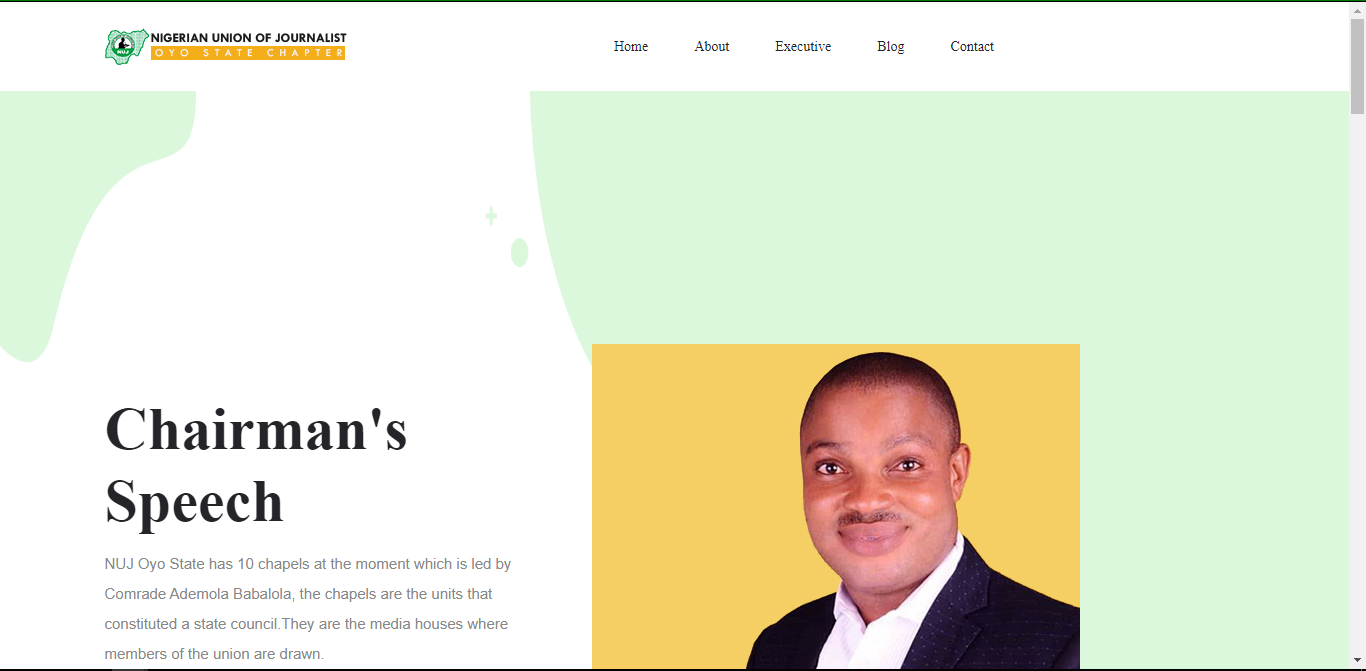 NIGERIAN UNION OF JOURNALIST
OYO STATE CHAPTER
NUJ
Home About Executive Blog Contact
Chairman's
Speech
NUJ Oyo State has 10 chapels at the moment which is led by
Comrade Ademola Babalola, the chapels are the units that
constituted a state council.They are the media houses where
members of the union are drawn.